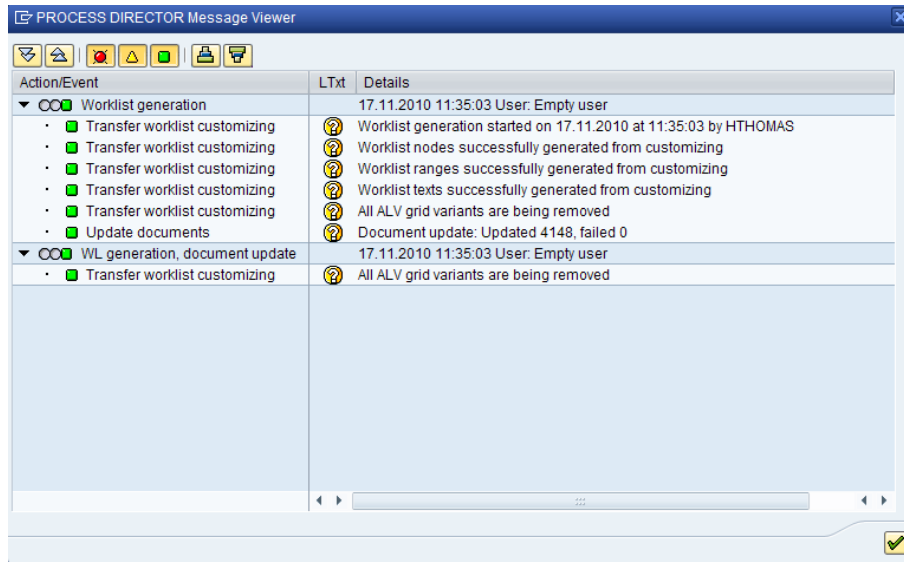 PROCESS DIRECTOR Message Viewer
Action/Event LTxt Details
Worklist generation 17.11.2010 11:35:03 User: Empty user
Transfer worklist customizing Worklist generation started on 17.11.2010 at 11:35:03 by HTHOMAS
Transfer worklist customizing Worklist nodes successfully generated from customizing
Transfer worklist customizing Worklist ranges successfully generated from customizing
Transfer worklist customizing Worklist texts successfully generated from customizing
Transfer worklist customizing All ALV grid variants are being removed
Update documents Document update: Updated 4148, failed 0
WL generation, document update 17.11.2010 11:35:03 User: Empty user
Transfer worklist customizing All ALV grid variants are being removed